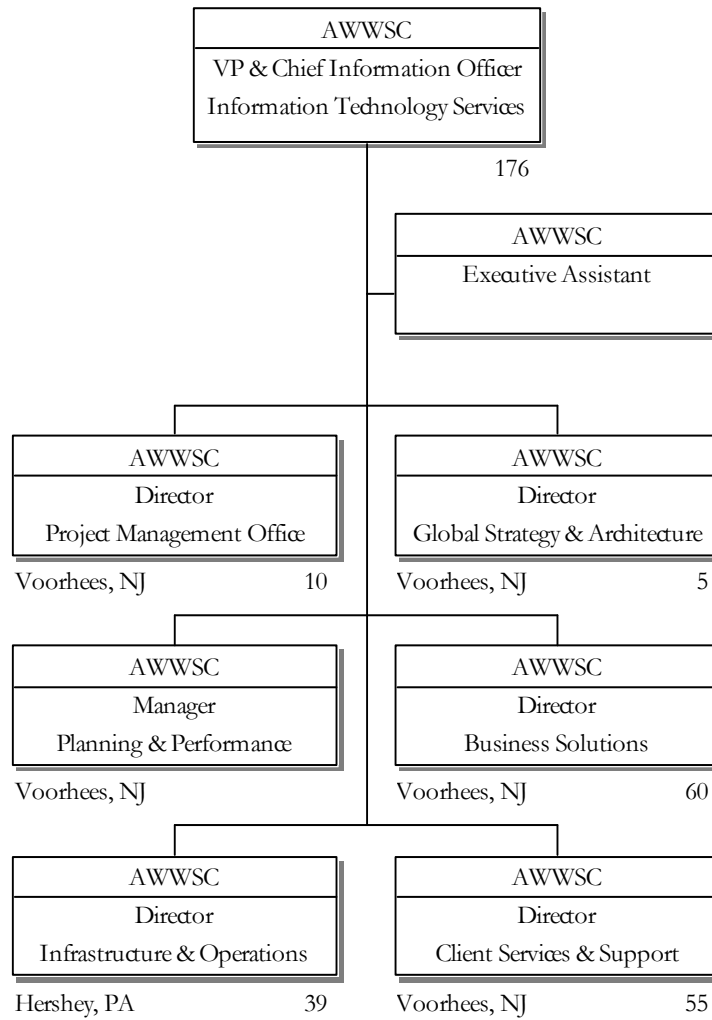 AWWSC
VP & Chief Information Officer
Information Technology Services
176
AWWSC
Executive Assistant
AWWSC
Director
Project Management Office
Voorhees, NJ 10
AWWSC
Director
Global Strategy & Architecture
Voorhees, NJ 5
AWWSC
Manager
Planning & Performance
Voorhees, NJ
AWWSC
Director
Business Solutions
Voorhees, NJ 60
AWWSC
Director
Infrastructure & Operations
Hershey, PA 39
AWWSC
Director
Client Services & Support
Voorhees, NJ 55